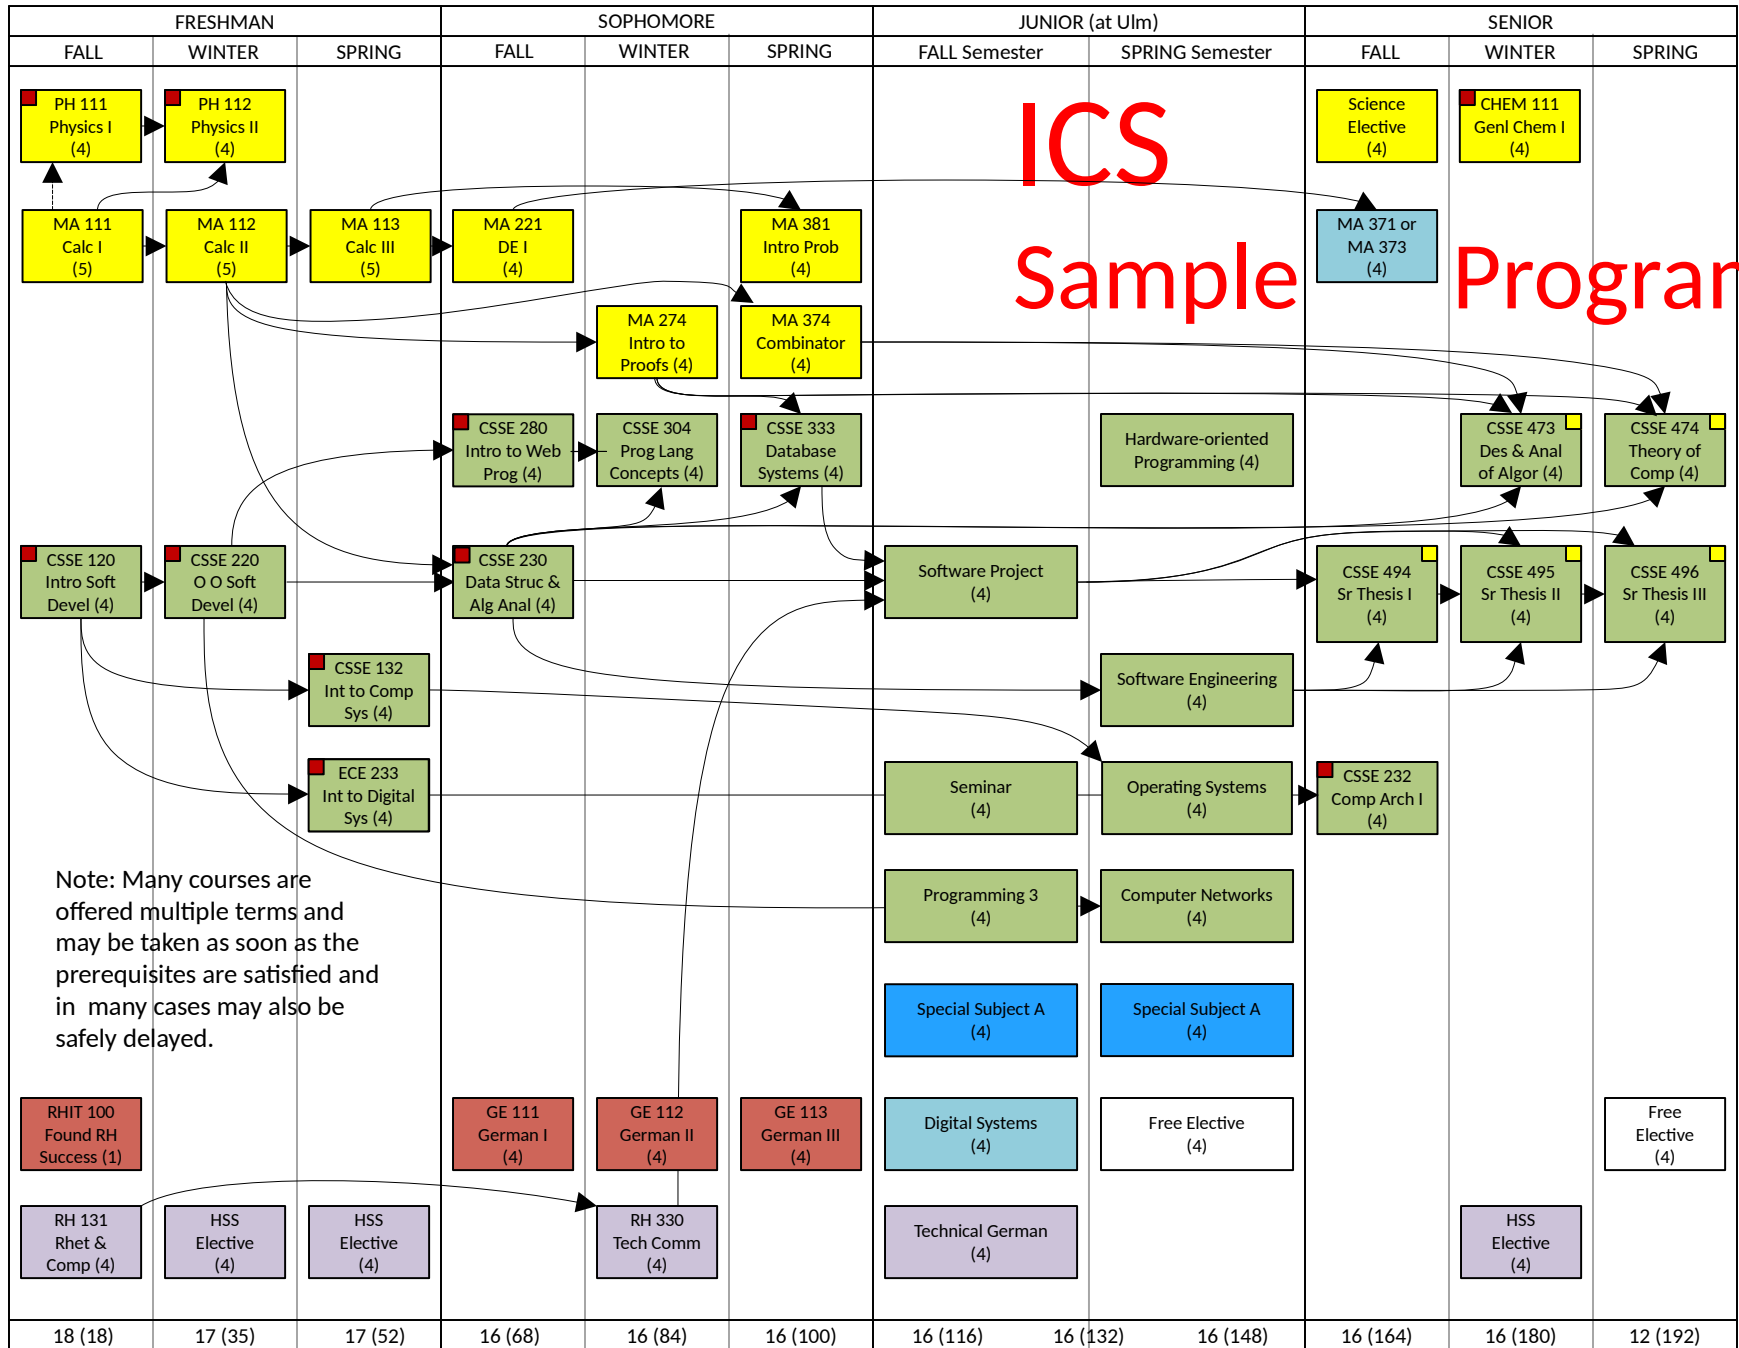 FRESHMAN
SOPHOMORE
JUNIOR (at Ulm)
SENIOR
FALL
WINTER
SPRING
FALL
WINTER
SPRING
FALL Semester
SPRING Semester
FALL
WINTER
SPRING
PH 111
Physics I
(4)
PH 112
Physics II
(4)
ICS
Science
Elective
(4)
CHEM 111
Genl Chem I
(4)
MA 111
Calc I
(5)
MA 112
Calc II
(5)
MA 113
Calc III
(5)
MA 221
DE I
(4)
MA 381
Intro Prob
(4)
Sample
MA 371 or
MA 373
(4)
Program
MA 274
Intro to
Proofs (4)
MA 374
Combinator
(4)
CSSE 280
Intro to Web
Prog (4)
CSSE 304
Prog Lang
Concepts (4)
CSSE 333
Database
Systems (4)
Hardware-oriented
Programming (4)
CSSE 473
Des & Anal
of Algor (4)
CSSE 474
Theory of
Comp (4)
CSSE 120
Intro Soft
Devel (4)
CSSE 220
O O Soft
Devel (4)
CSSE 230
Data Struc &
Alg Anal (4)
Software Project
(4)
CSSE 494
Sr Thesis I
(4)
CSSE 495
Sr Thesis II
(4)
CSSE 496
Sr Thesis III
(4)
CSSE 132
Int to Comp
Sys (4)
Software Engineering
(4)
ECE 233
Int to Digital
Sys (4)
Seminar
(4)
Operating Systems
(4)
CSSE 232
Comp Arch I
(4)
Note: Many courses are
offered multiple terms and
may be taken as soon as the
prerequisites are satisfied and
in many cases may also be
safely delayed.
Programming 3
(4)
Computer Networks
(4)
Special Subject A
(4)
Special Subject A
(4)
RHIT 100
Found RH
Success (1)
GE 111
German I
(4)
GE 112
German II
(4)
GE 113
German III
(4)
Digital Systems
(4)
Free Elective
(4)
Free
Elective
(4)
RH 131
Rhet &
Comp (4)
HSS
Elective
(4)
HSS
Elective
(4)
RH 330
Tech Comm
(4)
Technical German
(4)
HSS
Elective
(4)
18 (18)
17 (35)
17 (52)
16 (68)
16 (84)
16 (100)
16 (116)
16 (132)
16 (148)
16 (164)
16 (180)
12 (192)